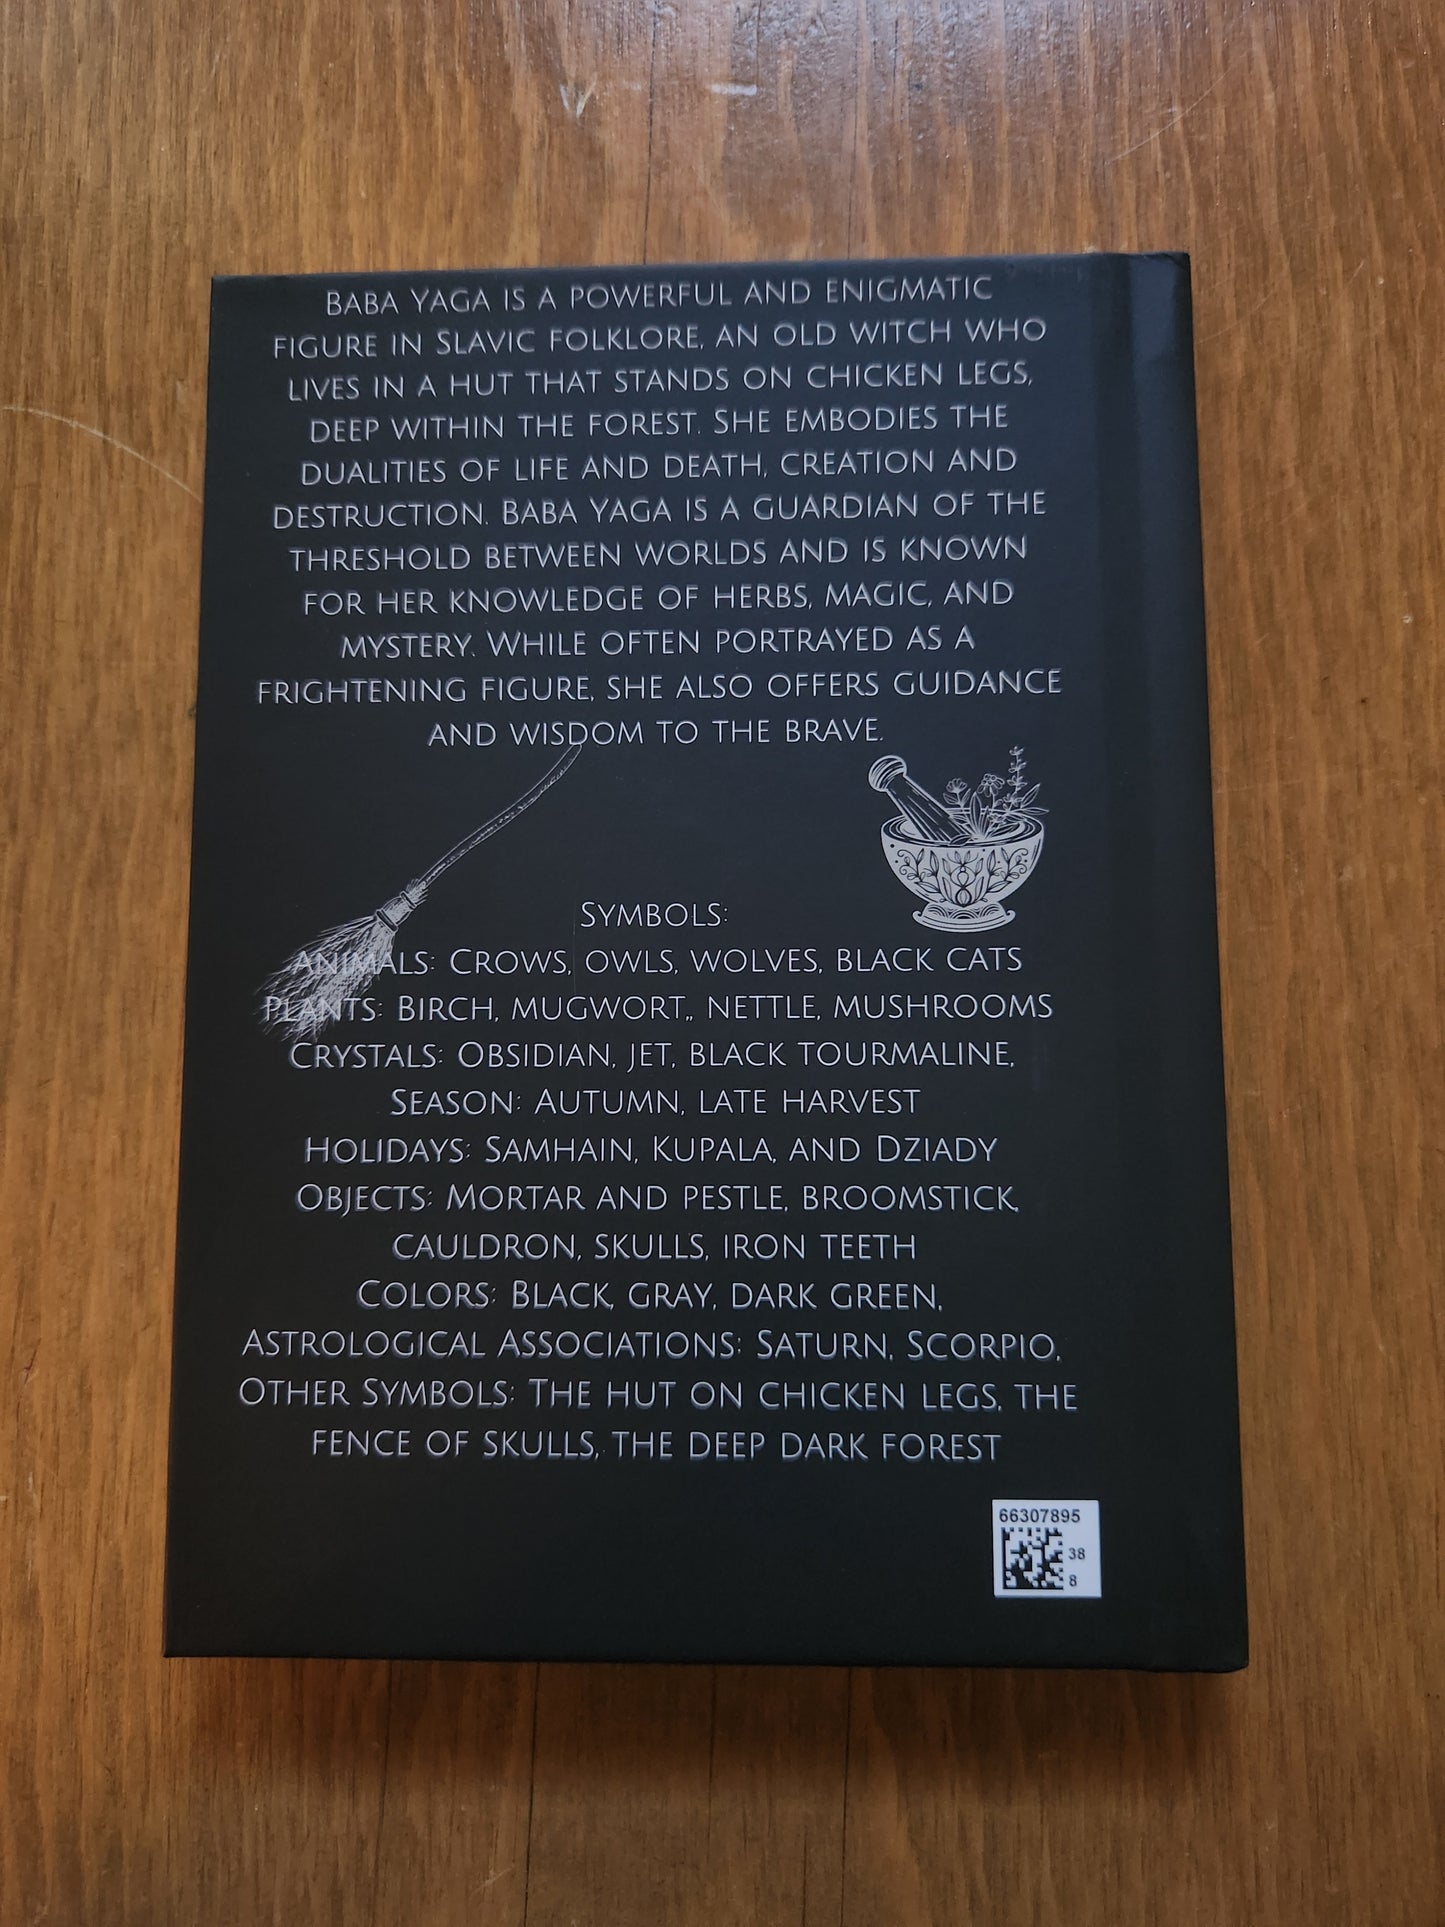 Baba Yaga is a powerful and enigmatic
figure in Slavic folklore, an old witch who
lives in a hut that stands on chicken legs,
deep within the forest. She embodies the
dualities of life and death, creation and
destruction. Baba Yaga is a guardian of the
threshold between worlds and is known
for her knowledge of herbs, magic, and
mystery. While often portrayed as a
frightening figure, she also offers guidance
and wisdom to the brave.
Symbols:
Animals: Crows, owls, wolves, black cats
Plants: Birch, mugwort,, nettle, mushrooms
Crystals: Obsidian, jet, black tourmaline,
Season: Autumn, late harvest
Holidays: Samhain, Kupala, and Dziady
Objects: Mortar and pestle, broomstick,
cauldron, skulls, iron teeth
Colors: Black, gray, dark green,
Astrological Associations: Saturn, Scorpio,
Other Symbols: The hut on chicken legs, the
fence of skulls, the deep dark forest
66307895
38
8